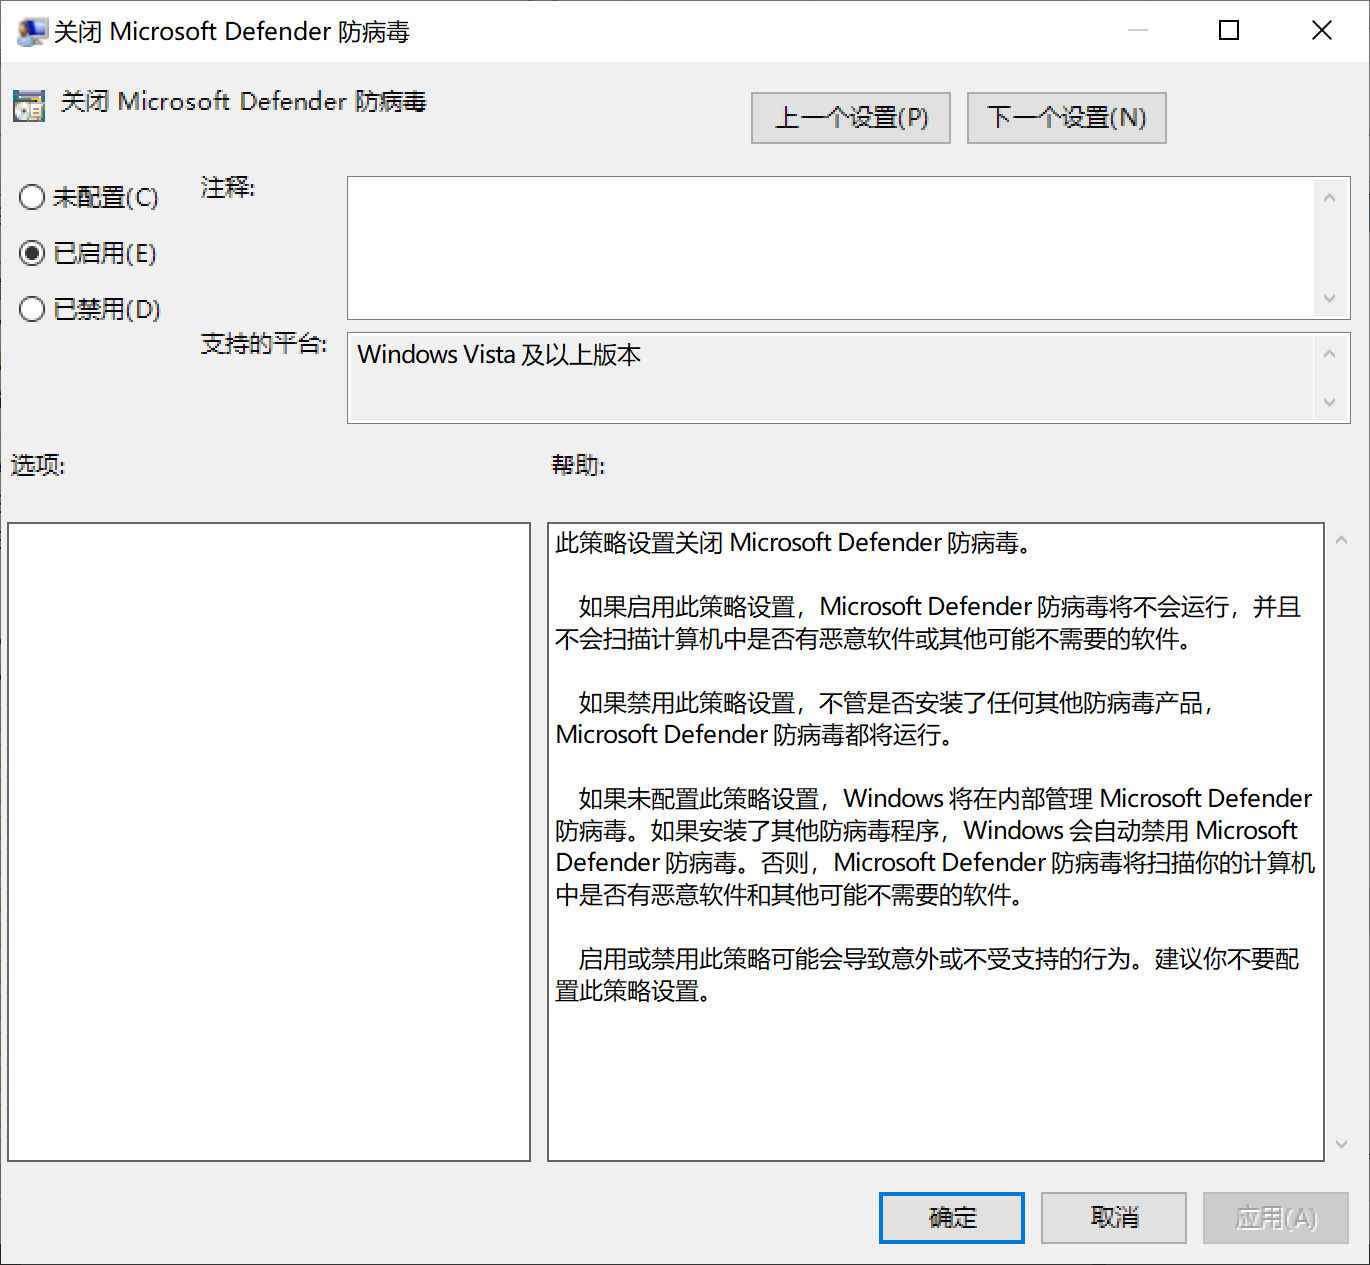 关闭 Microsoft Defender 防病毒
关闭 Microsoft Defender 防病毒
上一个设置(P)
下一个设置(N)
未配置(C)
已启用(E)
已禁用(D)
注释:
支持的平台:
Windows Vista 及以上版本
选项:
帮助:
此策略设置关闭 Microsoft Defender 防病毒。
如果启用此策略设置，Microsoft Defender 防病毒将不会运行，并且
不会扫描计算机中是否有恶意软件或其他可能不需要的软件。
如果禁用此策略设置，不管是否安装了任何其他防病毒产品，
Microsoft Defender 防病毒都将运行。
如果未配置此策略设置，Windows 将在内部管理 Microsoft Defender
防病毒。如果安装了其他防病毒程序，Windows 会自动禁用 Microsoft
Defender 防病毒。否则，Microsoft Defender 防病毒将扫描你的计算机
中是否有恶意软件和其他可能不需要的软件。
启用或禁用此策略可能会导致意外或不受支持的行为。建议你不要配
置此策略设置。
确定
取消
应用(A)